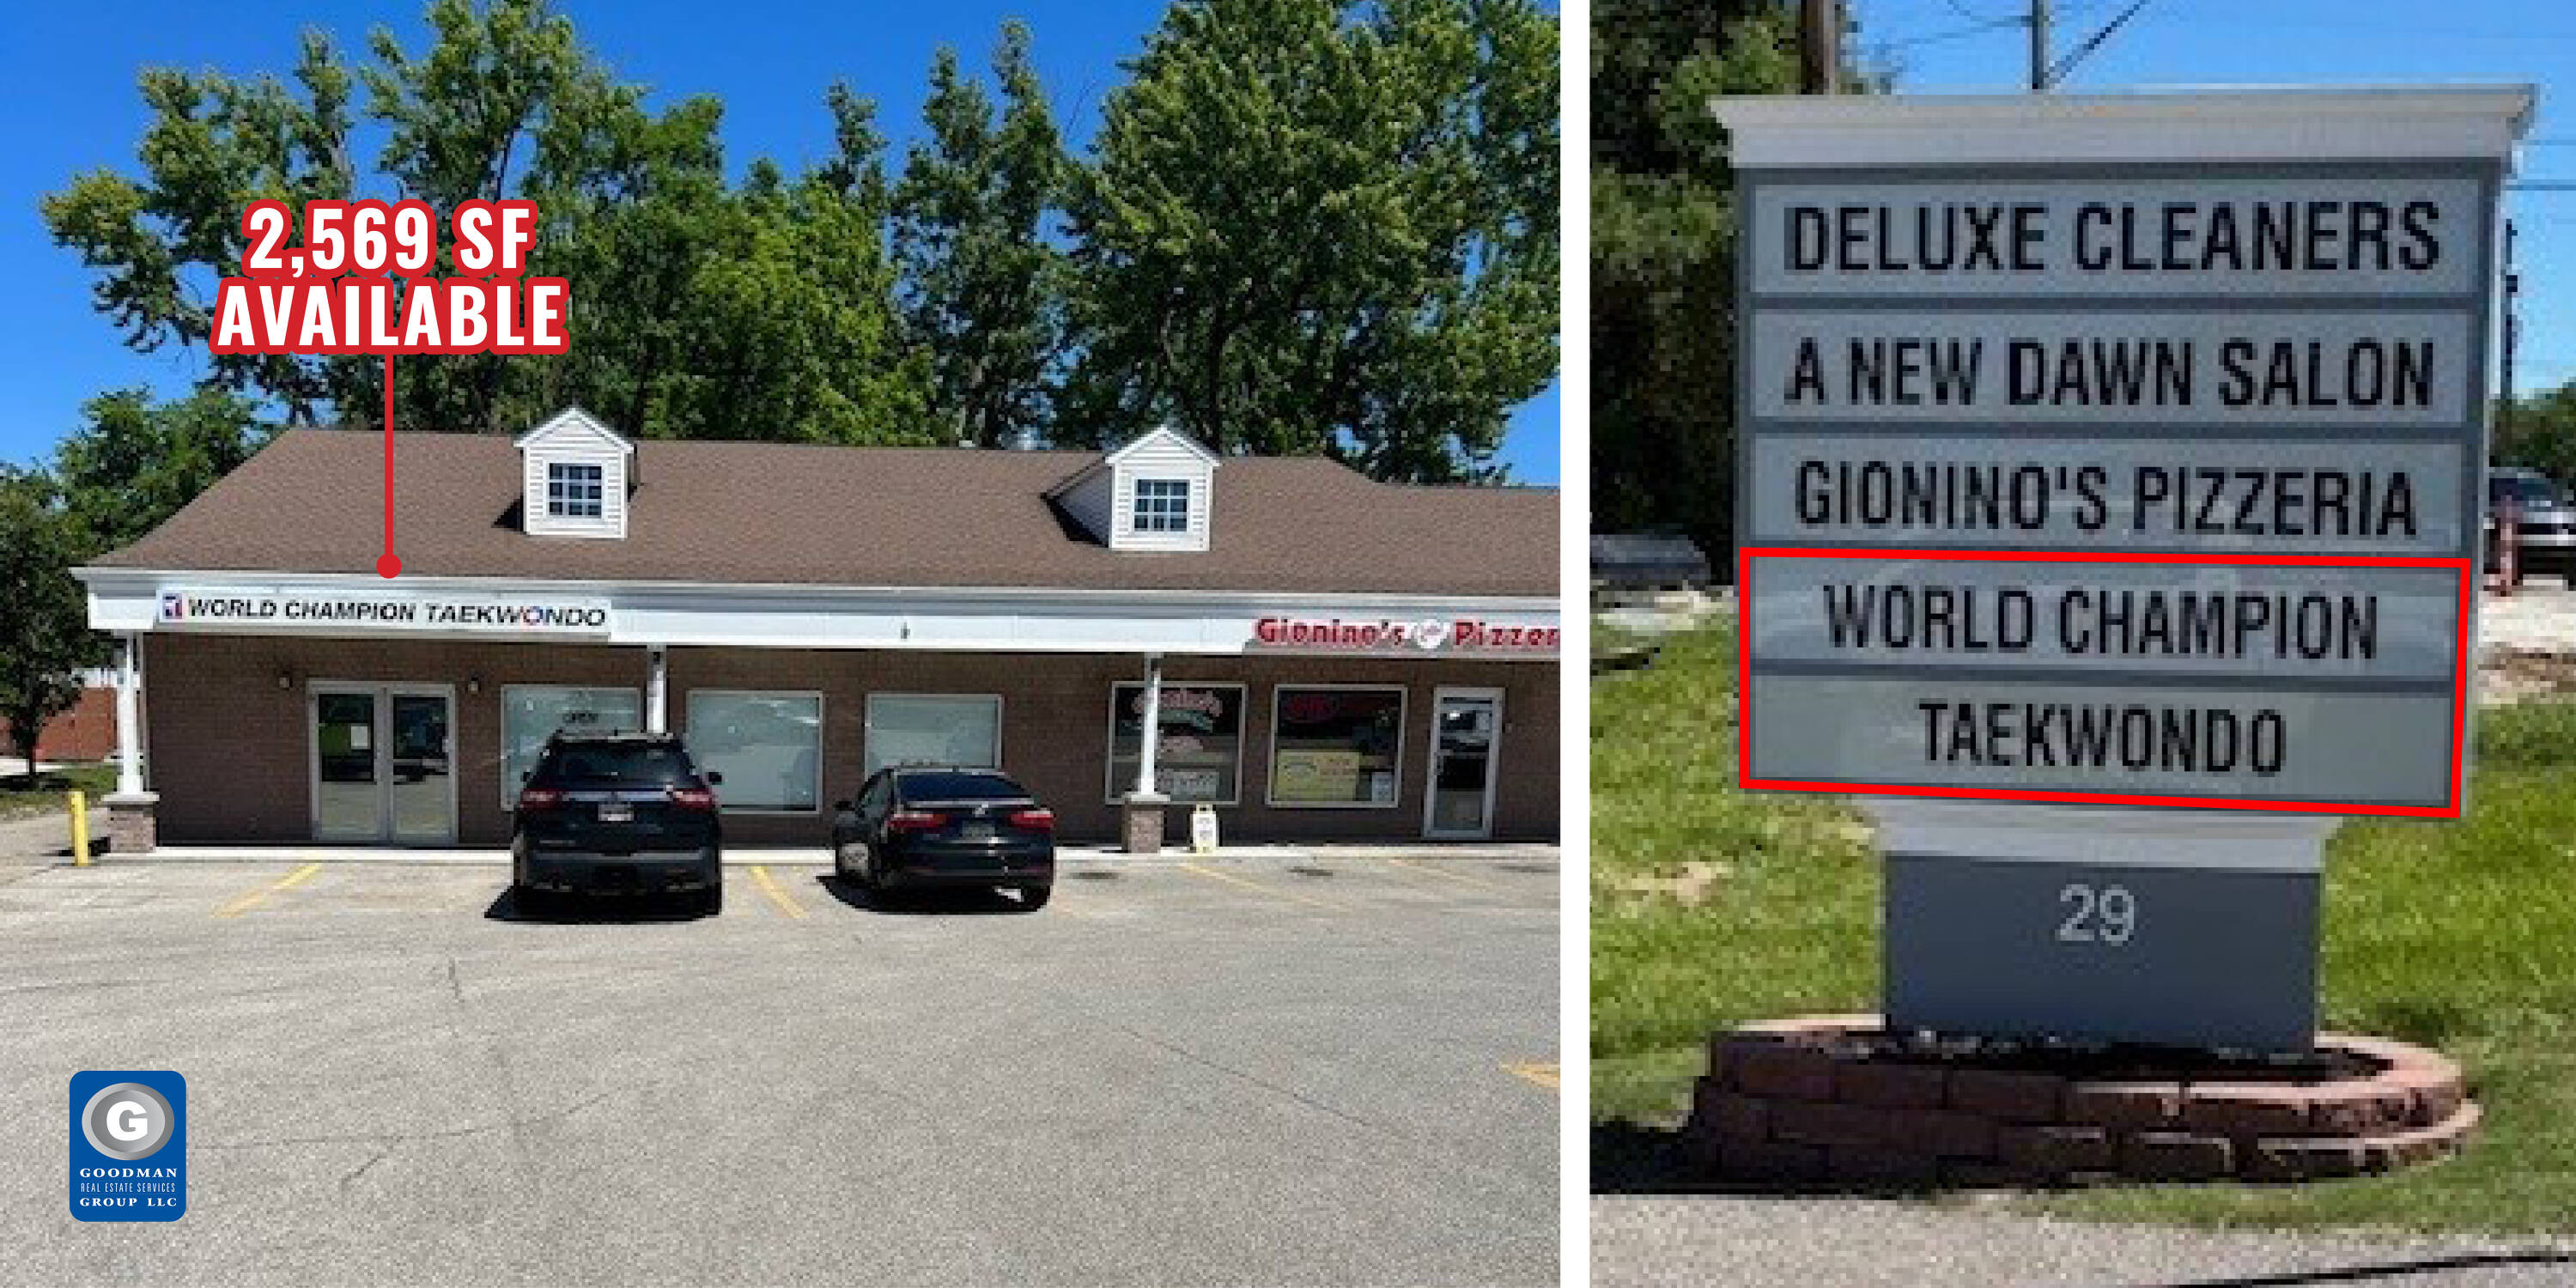 2,569 SF
AVAILABLE
WORLD CHAMPION TAEKWONDO
Gionino's Pizzer
OPEN
GOODMAN
REAL ESTATE SERVICES
GROUP LLC
DELUXE CLEANERS
A NEW DAWN SALON
GIONINO'S PIZZERIA
WORLD CHAMPION
TAEKWONDO
29